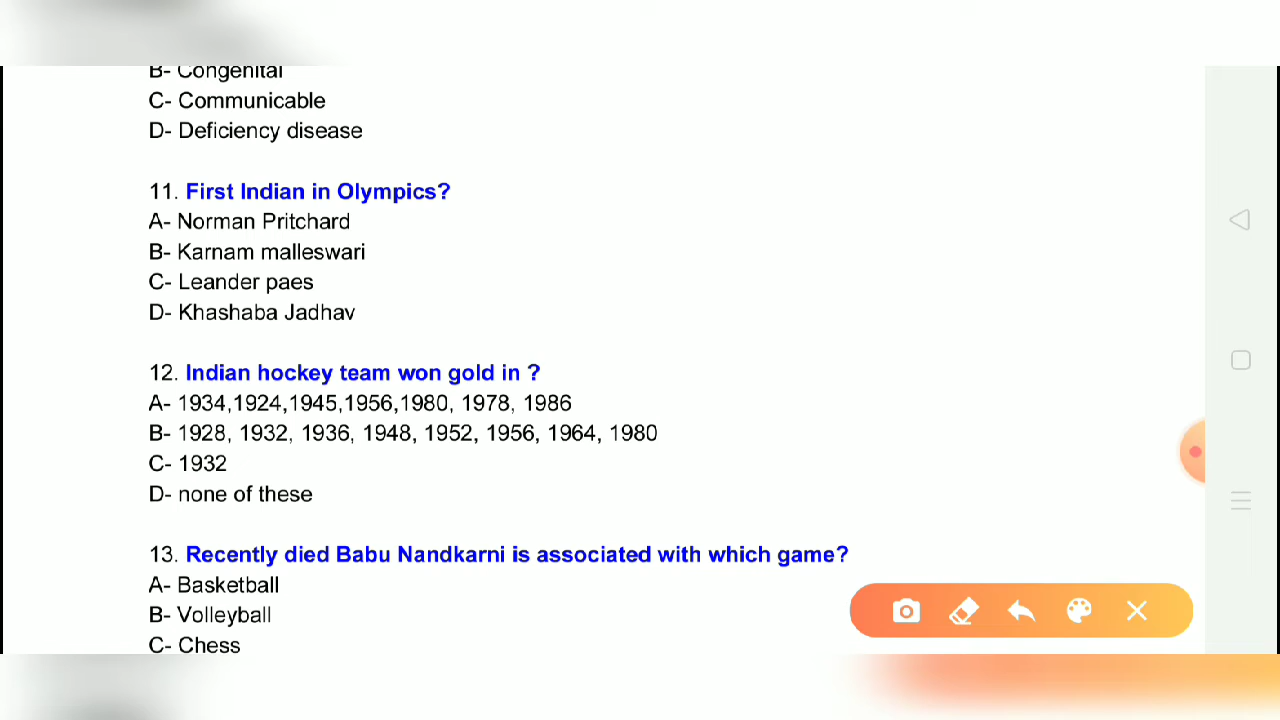 B- Congenital
C- Communicable
D- Deficiency disease
11. First Indian in Olympics?
A- Norman Pritchard
B- Karnam malleswari
C- Leander paes
D- Khashaba Jadhav
12. Indian hockey team won gold in ?
A- 1934,1924,1945,1956,1980, 1978, 1986
B- 1928, 1932, 1936, 1948, 1952, 1956, 1964, 1980
C- 1932
D- none of these
13. Recently died Babu Nandkarni is associated with which game?
A- Basketball
B- Volleyball
C- Chess